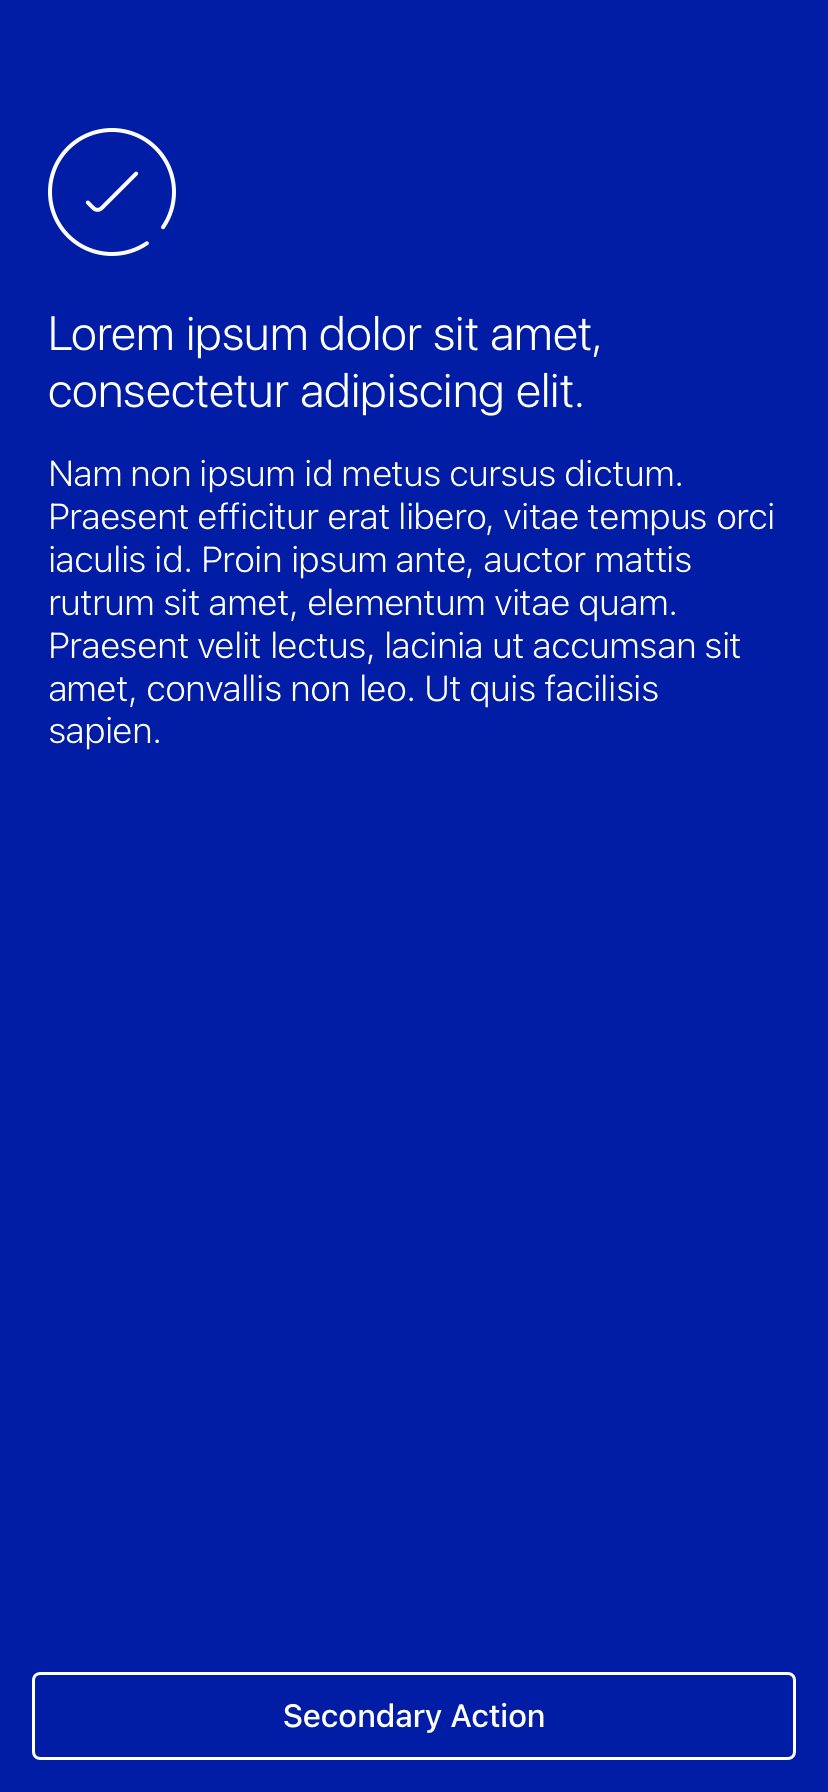 Lorem ipsum dolor sit amet,
consectetur adipiscing elit.
Nam non ipsum id metus cursus dictum.
Praesent efficitur erat libero, vitae tempus orci
iaculis id. Proin ipsum ante, auctor mattis
rutrum sit amet, elementum vitae quam.
Praesent velit lectus, lacinia ut accumsan sit
amet, convallis non leo. Ut quis facilisis
sapien.
Secondary Action